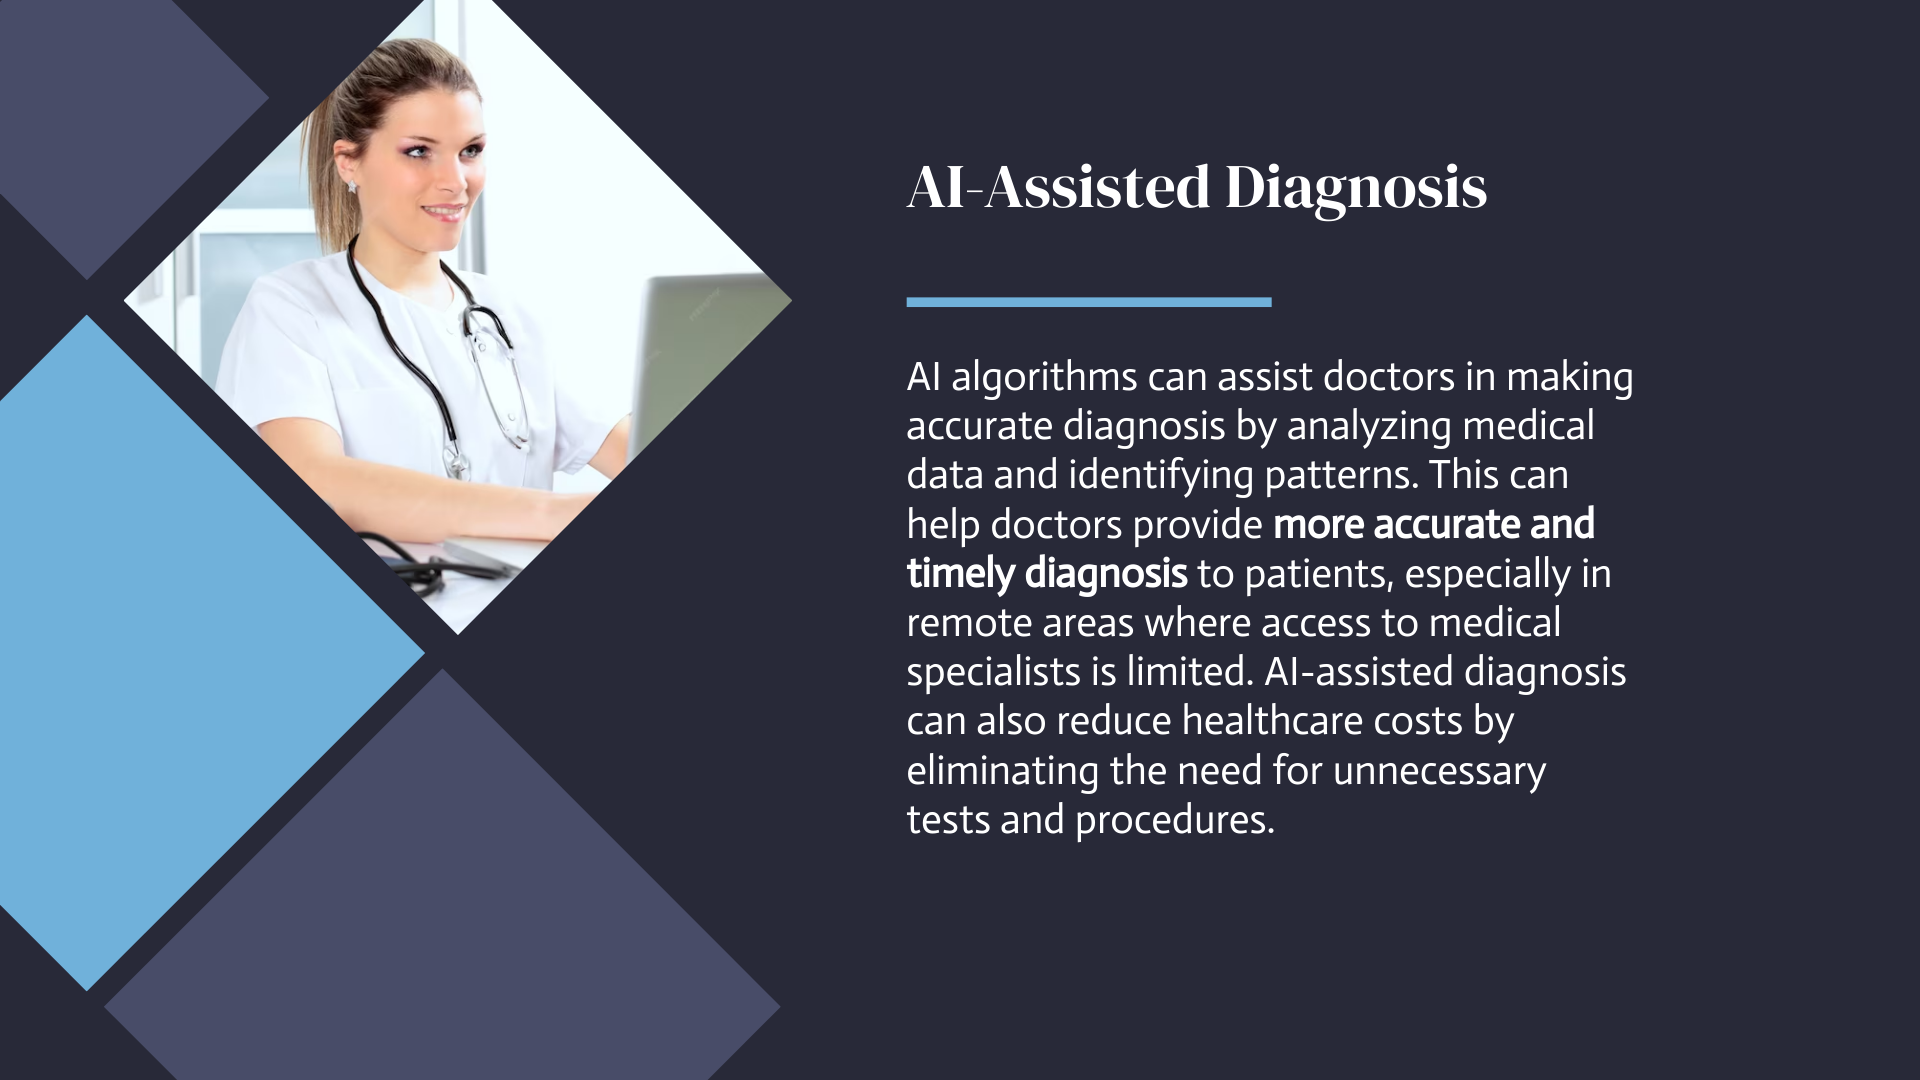 AI-Assisted Diagnosis
AI algorithms can assist doctors in making
accurate diagnosis by analyzing medical
data and identifying patterns. This can
help doctors provide more accurate and
timely diagnosis to patients, especially in
remote areas where access to medical
specialists is limited. AI-assisted diagnosis
can also reduce healthcare costs by
eliminating the need for unnecessary
tests and procedures.